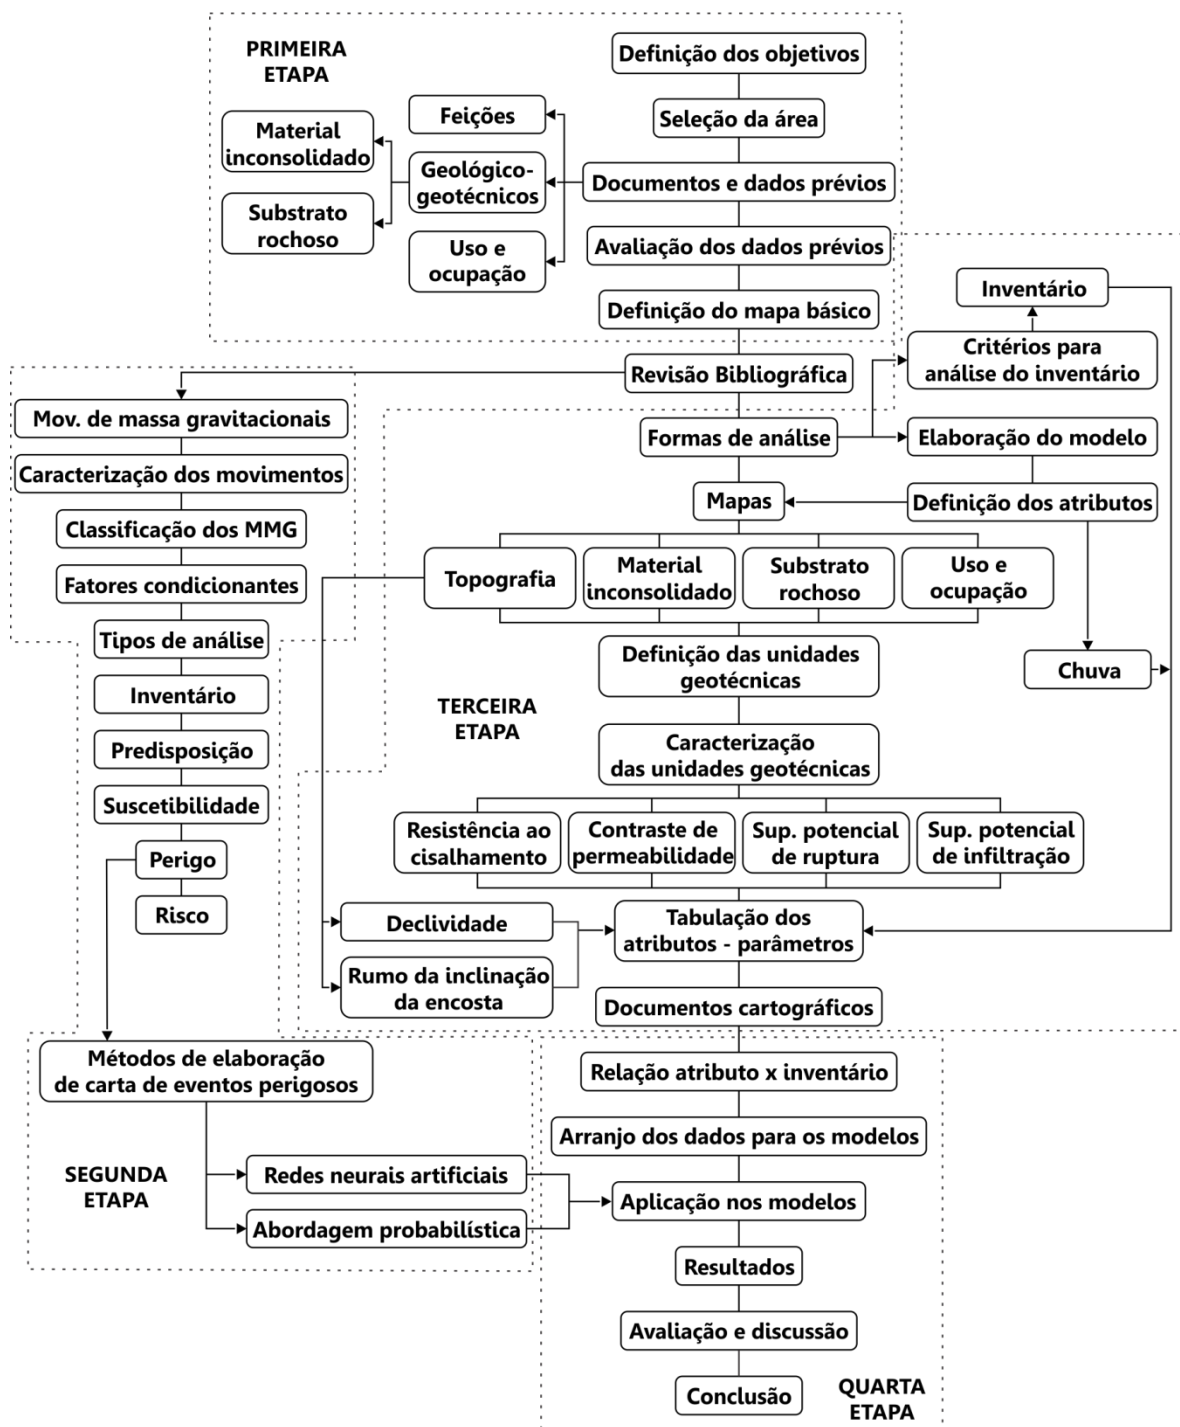 PRIMEIRA
ETAPA
Definição dos objetivos
Seleção da área
Feições
Material
inconsolidado
Geológico-
geotécnicos
Documentos e dados prévios
Substrato
rochoso
Uso e
ocupação
Avaliação dos dados prévios
Definição do mapa básico
Inventário
Critérios para
análise do inventário
Revisão Bibliográfica
Mov. de massa gravitacionais
Formas de análise
Elaboração do modelo
Caracterização dos movimentos
Mapas
Definição dos atributos
Classificação dos MMG
Fatores condicionantes
Topografia
Material
inconsolidado
Substrato
rochoso
Uso e
ocupação
Tipos de análise
Definição das unidades
geotécnicas
Chuva
Inventário
TERCEIRA
ETAPA
Predisposição
Caracterização
das unidades geotécnicas
Suscetibilidade
Resistência ao
cisalhamento
Contraste de
permeabilidade
Sup. potencial
de ruptura
Sup. potencial
de infiltração
Perigo
Risco
Declividade
Tabulação dos
atributos - parâmetros
Rumo da inclinação
da encosta
Documentos cartográficos
Métodos de elaboração
de carta de eventos perigosos
Relação atributo x inventário
Arranjo dos dados para os modelos
SEGUNDA
ETAPA
Redes neurais artificiais
Abordagem probabilística
Aplicação nos modelos
Resultados
Avaliação e discussão
Conclusão
QUARTA
ETAPA